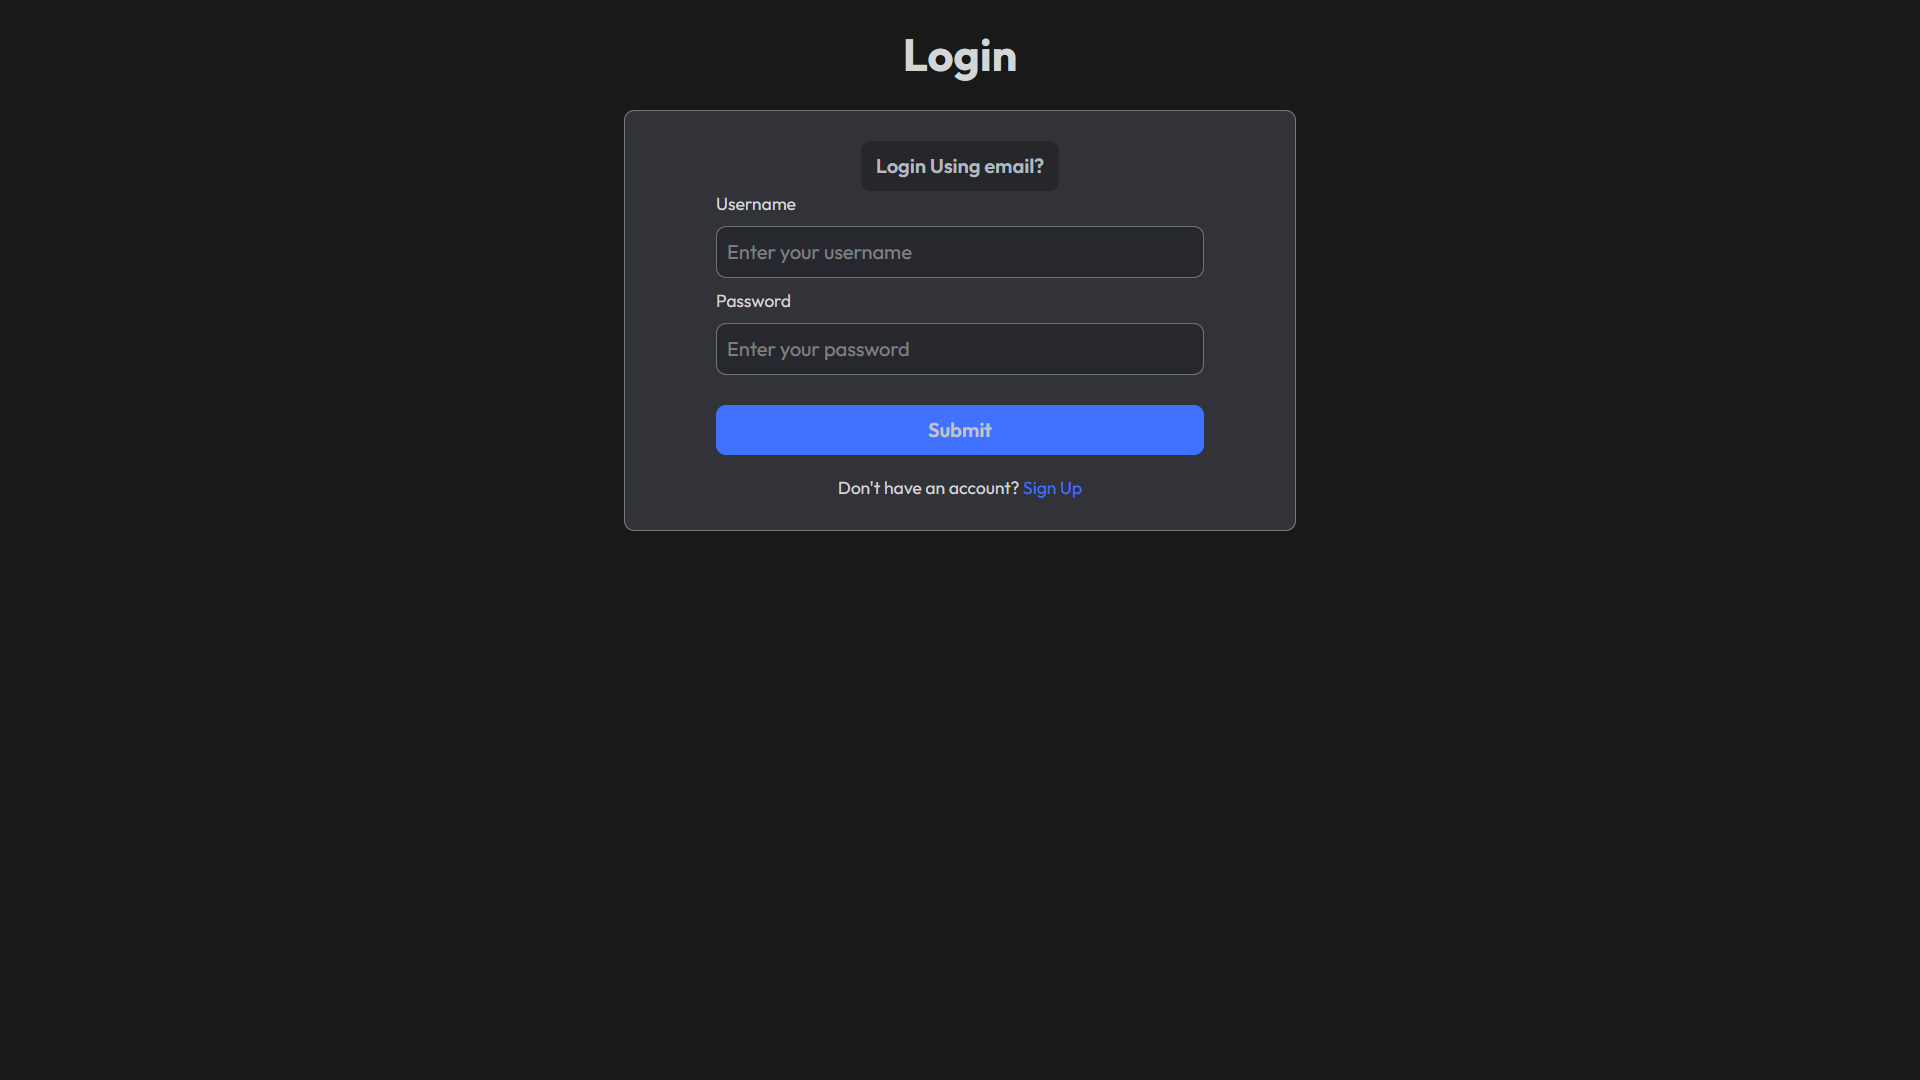 Login
Login Using email?
Username
Enter your username
Password
Enter your password
Submit
Don't have an account? Sign Up